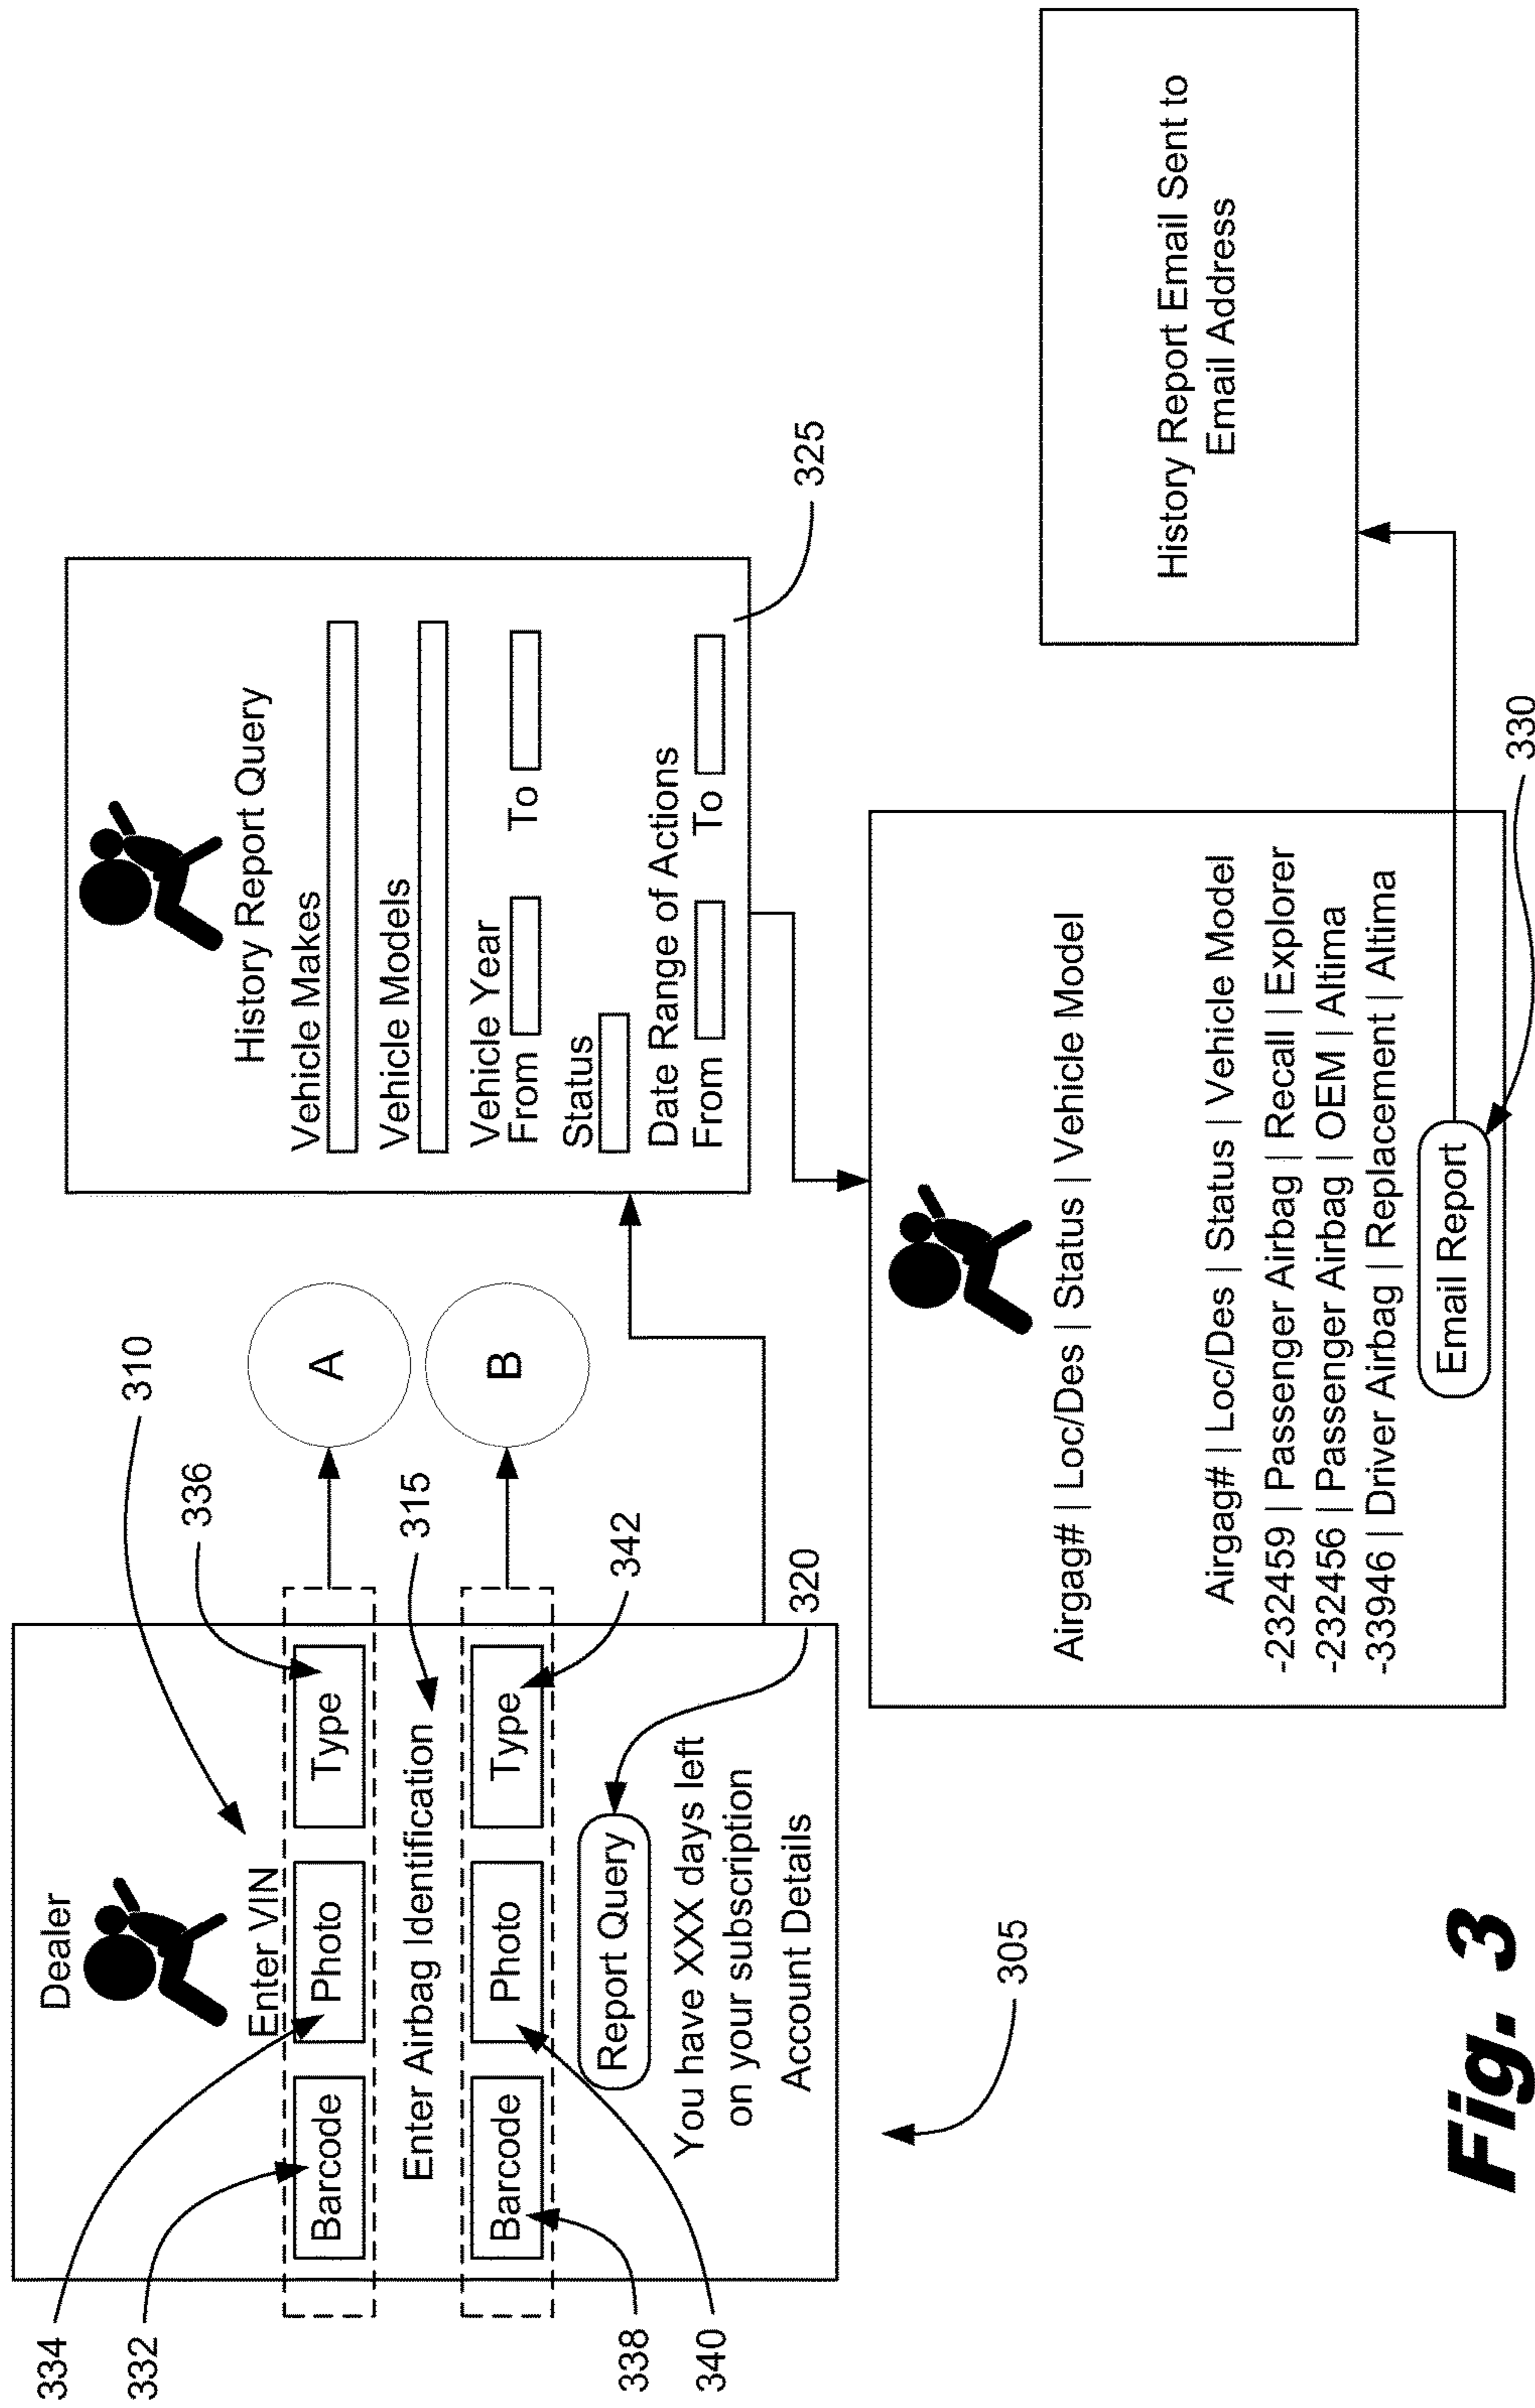 Dealer
Enter VIN
Barcode Photo Type
Enter Airbag Identification
Barcode Photo Type
Report Query
You have XXX days left
on your subscription
Account Details
334
332
338
340
310
336
315
342
320
305
A
B
History Report Query
Vehicle Makes
Vehicle Models
Vehicle Year
From To
Status
Date Range of Actions
From To
325
Airgag# | Loc/Des | Status | Vehicle Model
Airgag# | Loc/Des | Status | Vehicle Model
-232459 | Passenger Airbag | Recall | Explorer
-232456 | Passenger Airbag | OEM | Altima
-33946 | Driver Airbag | Replacement | Altima
Email Report
330
History Report Email Sent to
Email Address
Fig. 3